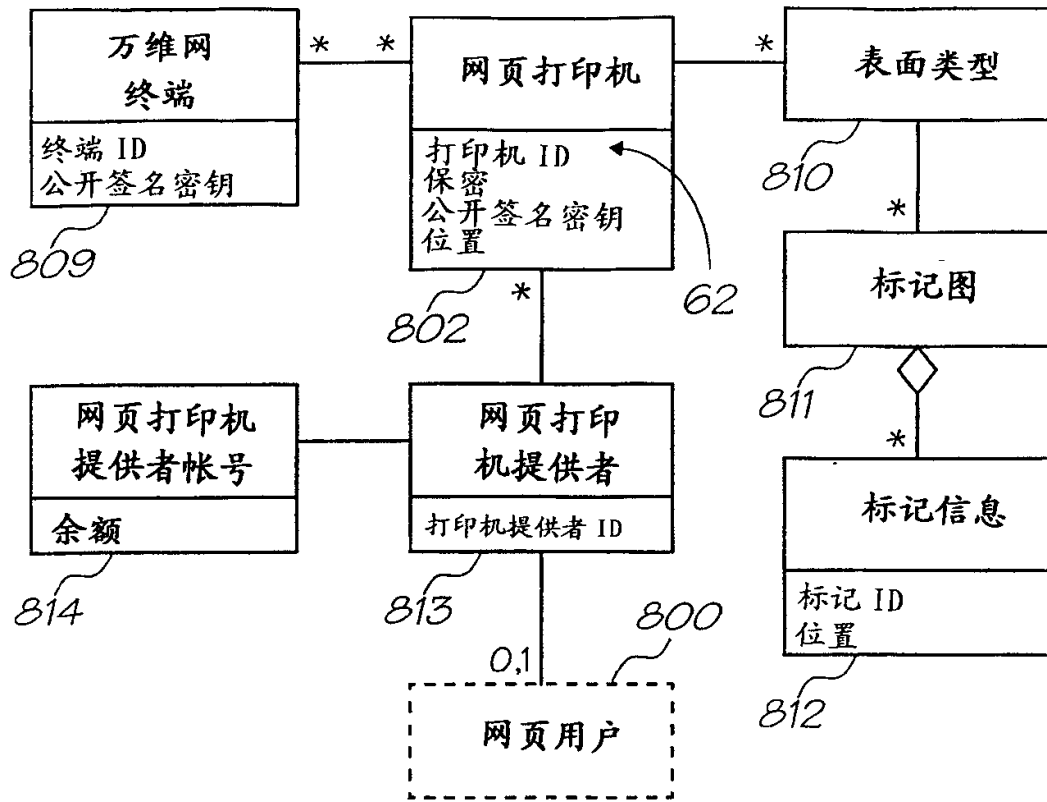 万维网
终端
终端 ID
公开签名密钥
809
*
*
网页打印机
打印机 ID
保密
公开签名密钥
位置
802
62
*
*
表面类型
810
*
标记图
811
*
标记信息
标记 ID
位置
812
网页打印机
提供者帐号
余额
814
网页打印
机提供者
打印机提供者 ID
813
800
0,1
网页用户